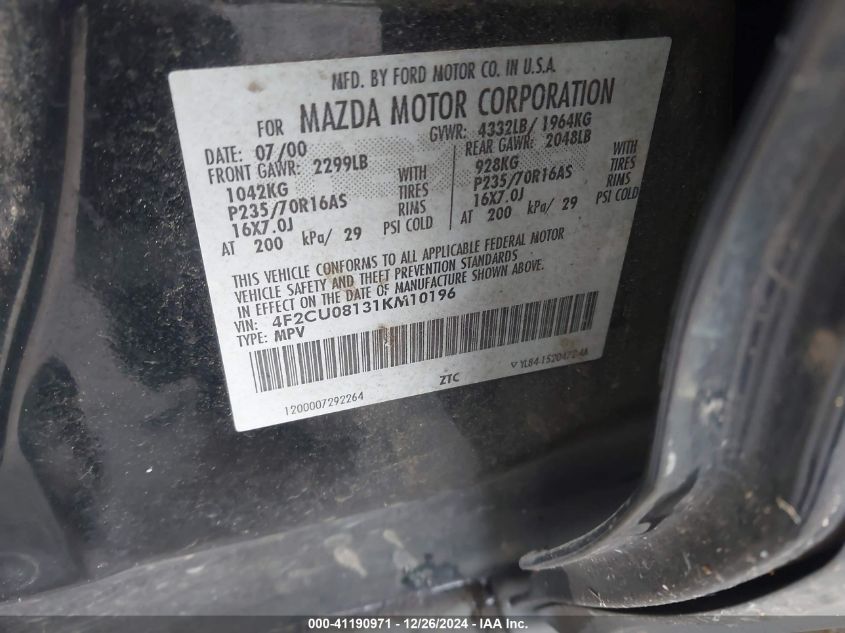 MFD. BY FORD MOTOR CO. IN U.S.A.
FOR MAZDA MOTOR CORPORATION
DATE: 07/00 GVWR: 4332LB/ 1964KG
FRONT GAWR: 2299LB REAR GAWR: 2048LB
1042KG WITH 928KG WITH
P235/70R16AS TIRES P235/70R16AS TIRES
16X7.0J RIMS 16X7.0J RIMS
AT 200 kPa/ 29 PSI COLD AT 200 kPa/ 29 PSI COLD
THIS VEHICLE CONFORMS TO ALL APPLICABLE FEDERAL MOTOR
VEHICLE SAFETY AND THEFT PREVENTION STANDARDS
IN EFFECT ON THE DATE OF MANUFACTURE SHOWN ABOVE.
VIN: 4F2CU08131KM10196
TYPE: MPV
1200007292264 ZTC
000-41190971 - 12/26/2024 - IAA Inc.